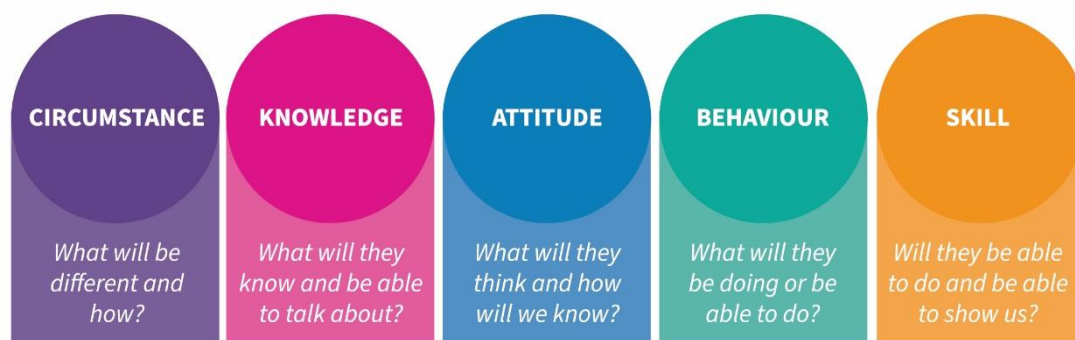 CIRCUMSTANCE
What will be
different and
how?
KNOWLEDGE
What will they
know and be able
to talk about?
ATTITUDE
What will they
think and how
will we know?
BEHAVIOUR
What will they
be doing or be
able to do?
SKILL
Will they be able
to do and be able
to show us?